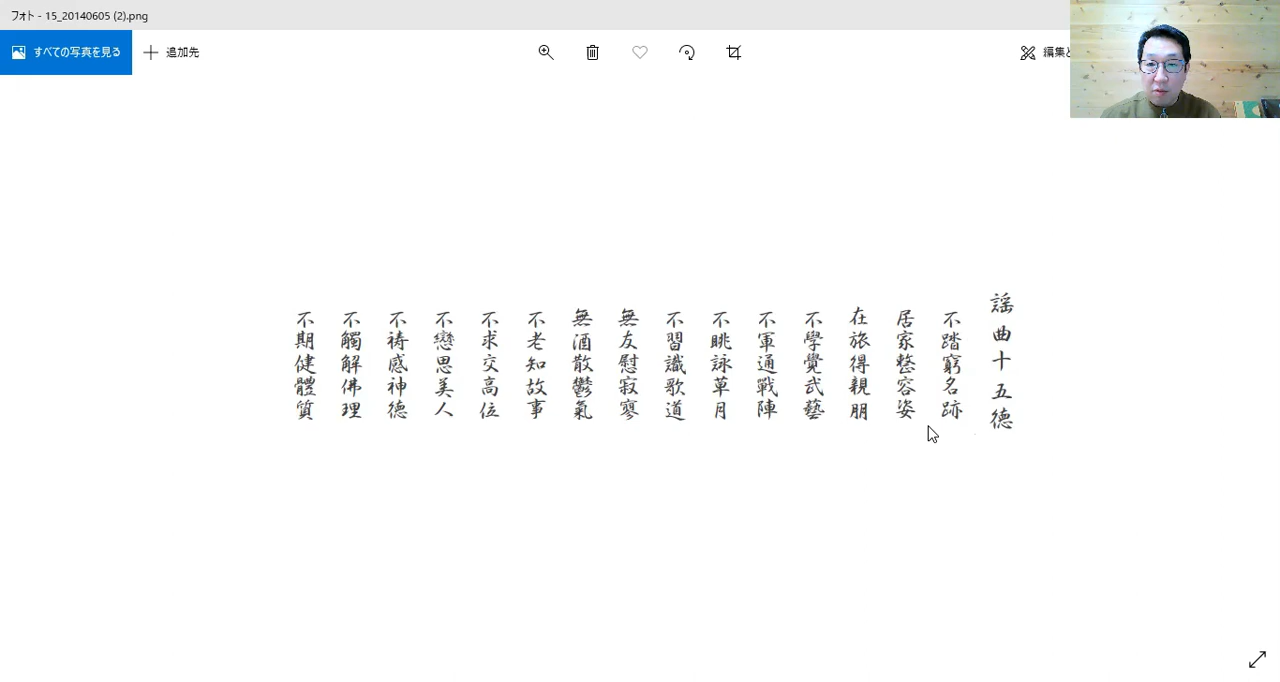 フォト - 15_20140605 (2).png
すべての写真を見る
追加先
編集と
謡曲十五徳
不踏窮名跡
居家整容姿
在旅得親朋
不學覺武藝
不軍通戰陣
不眺詠草月
不習識歌道
無友慰寂寥
無酒散鬱氣
不老知故事
不求交高位
不戀思美人
不祷感神德
不觸解佛理
不期健體質